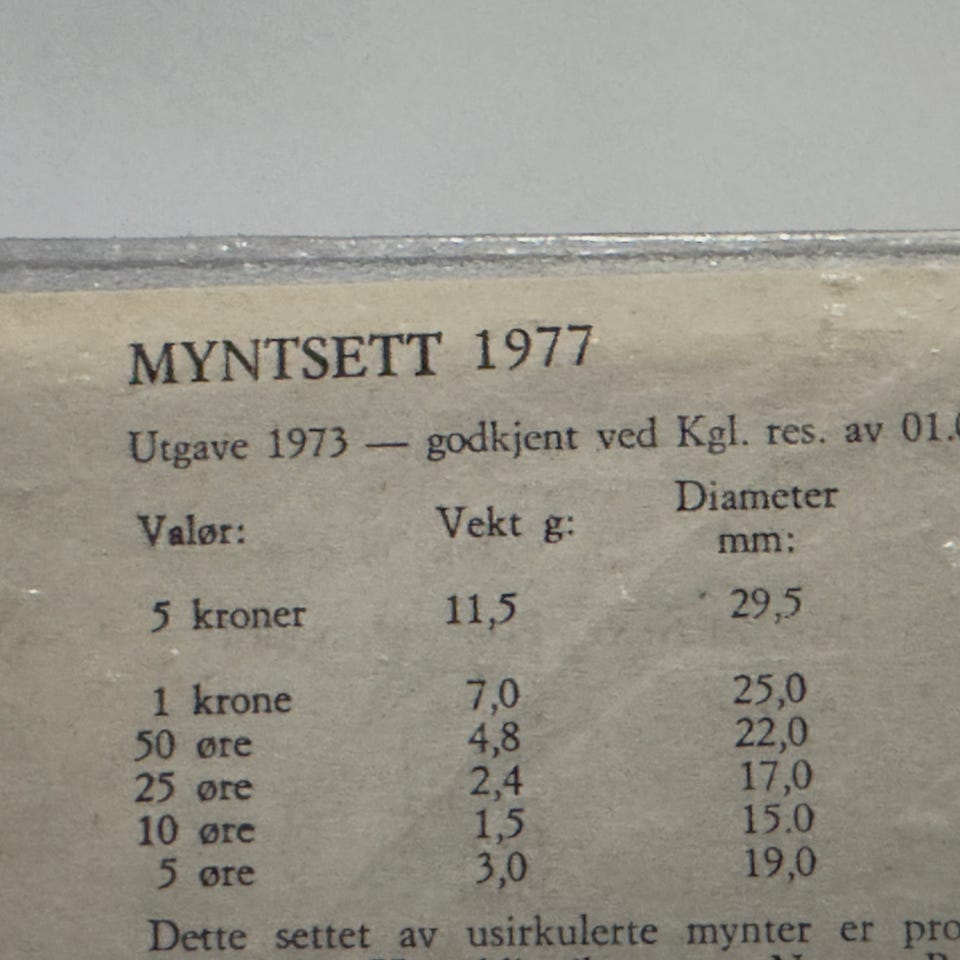 MYNTSETT 1977
Utgave 1973 — godkjent ved Kgl. res. av 01.
Valør: Vekt g: Diameter mm:
5 kroner 11,5 29,5
1 krone 7,0 25,0
50 øre 4,8 22,0
25 øre 2,4 17,0
10 øre 1,5 15.0
5 øre 3,0 19,0
Dette settet av usirkulerte mynter er pro